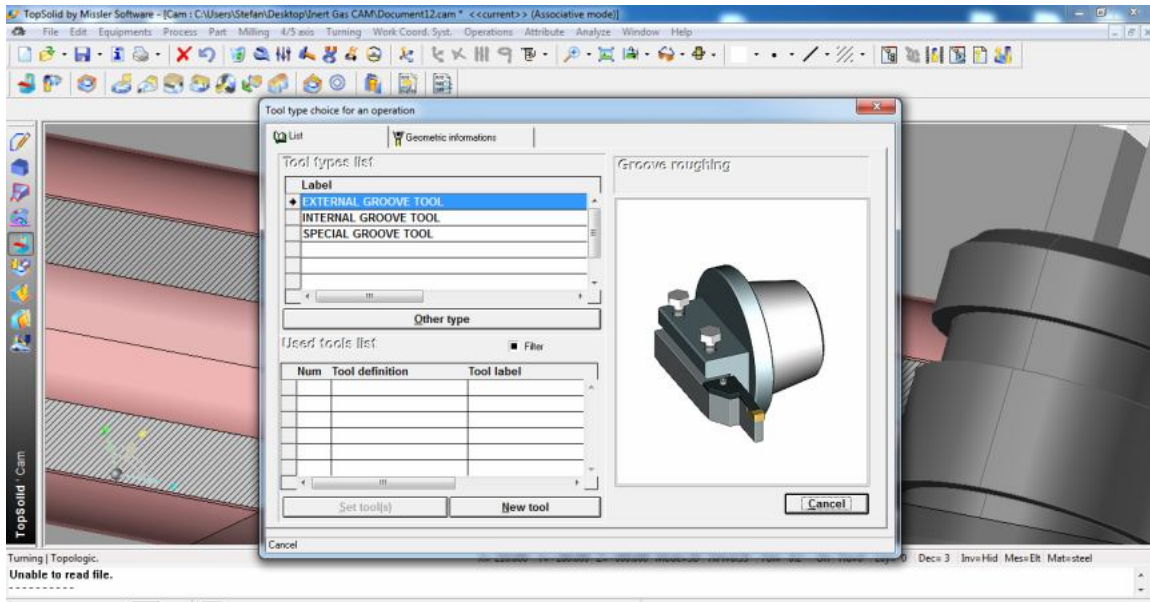 TopSolid by Missler Software - [Cam : C:\Users\Stefan\Desktop\Inert Gas CAM\Document12.cam * <<current>> (Associative mode)]
File Edit Equipments Process Part Milling 4/5 axis Turning Work Coord. Syst. Operations Attribute Analyze Window Help
Tool type choice for an operation
List Geometric informations
Tool types list
Groove roughing
Label
EXTERNAL GROOVE TOOL
INTERNAL GROOVE TOOL
SPECIAL GROOVE TOOL
Other type
Used tools list
Filter
Num Tool definition Tool label
Set tool(s) New tool
Cancel
Cancel
TopSolid'Cam
Turning | Topologic.
Dec= 3 Inv=Hid Mes=Elt Mat=steel
Unable to read file.
----------